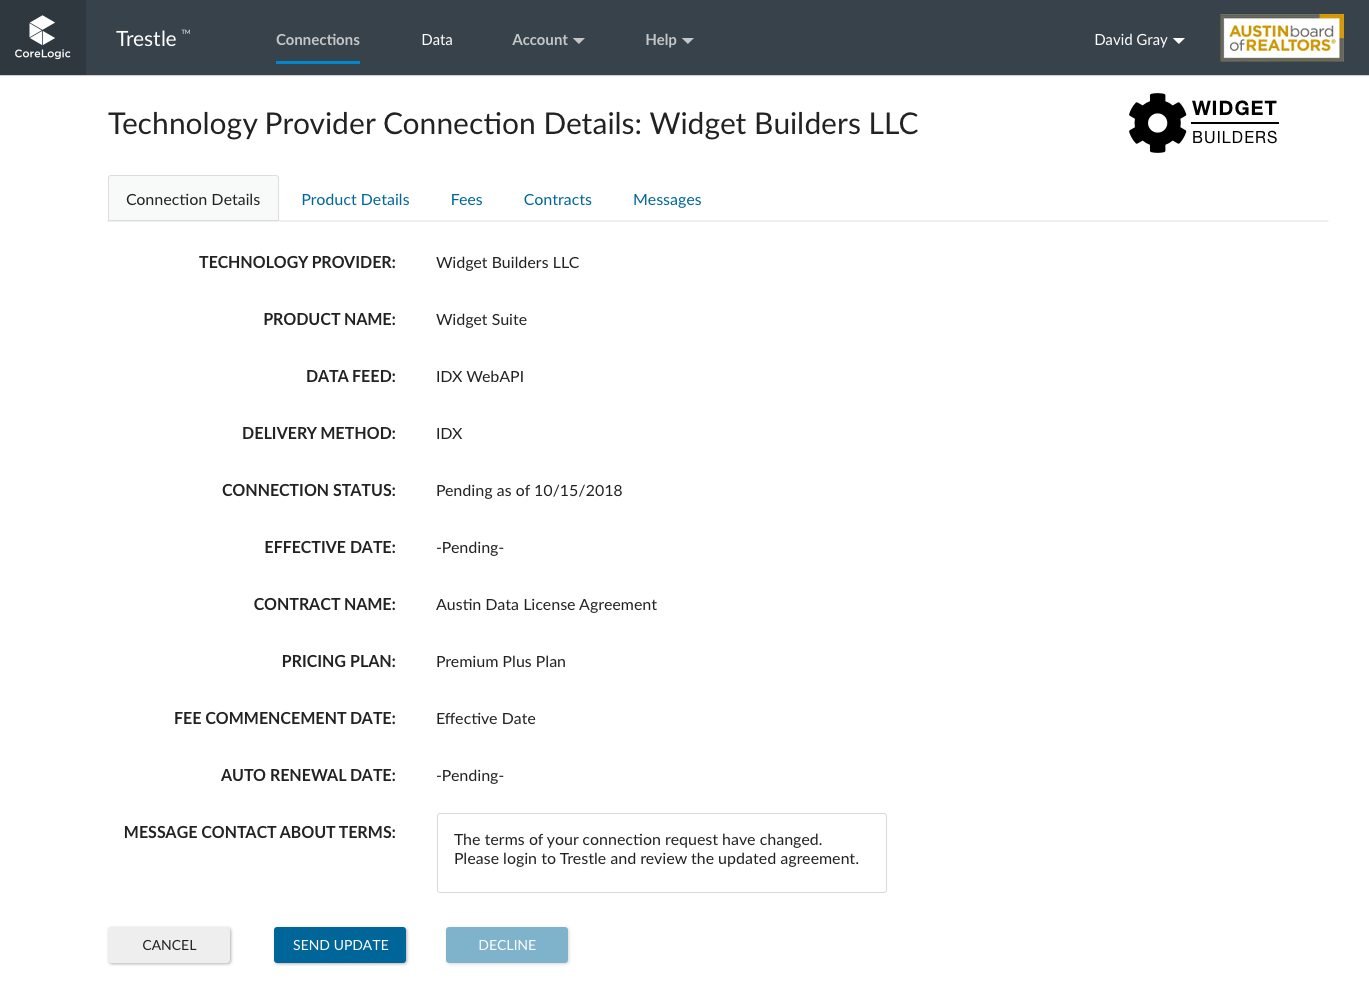 CoreLogic
Trestle ™
Connections
Data
Account
Help
David Gray
AUSTINboard
ofREALTORS®
Technology Provider Connection Details: Widget Builders LLC
WIDGET
BUILDERS
Connection Details
Product Details
Fees
Contracts
Messages
TECHNOLOGY PROVIDER: Widget Builders LLC
PRODUCT NAME: Widget Suite
DATA FEED: IDX WebAPI
DELIVERY METHOD: IDX
CONNECTION STATUS: Pending as of 10/15/2018
EFFECTIVE DATE: -Pending-
CONTRACT NAME: Austin Data License Agreement
PRICING PLAN: Premium Plus Plan
FEE COMMENCEMENT DATE: Effective Date
AUTO RENEWAL DATE: -Pending-
MESSAGE CONTACT ABOUT TERMS:
The terms of your connection request have changed.
Please login to Trestle and review the updated agreement.
CANCEL
SEND UPDATE
DECLINE